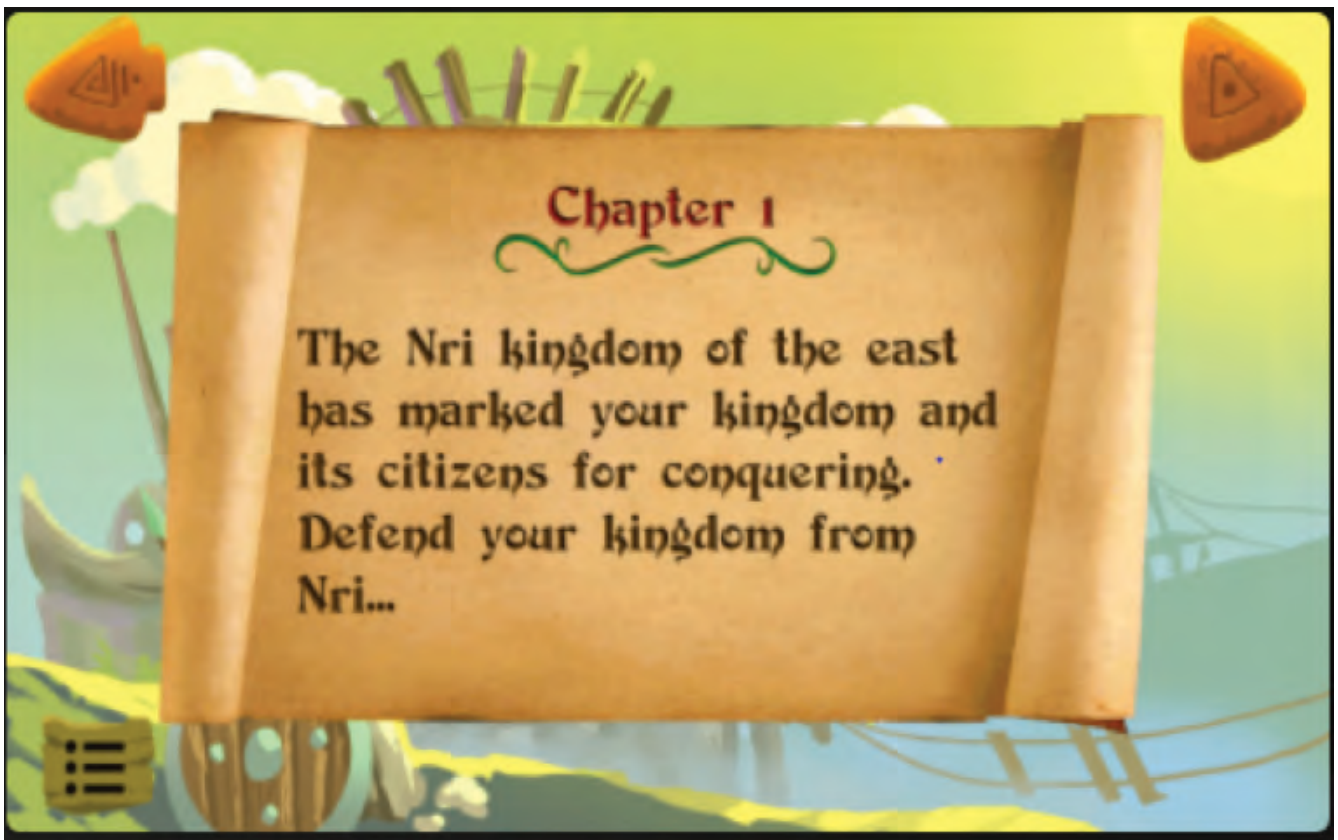 Chapter 1
The Nri kingdom of the east
has marked your kingdom and
its citizens for conquering.
Defend your kingdom from
Nri...